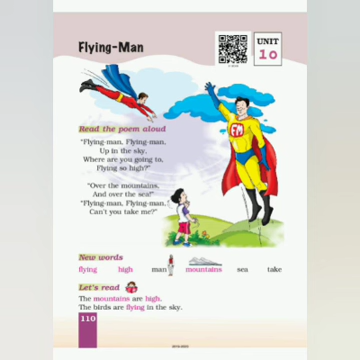 Flying-Man
UNIT
10
FM
Read the poem aloud
"Flying-man, Flying-man,
Up in the sky,
Where are you going to,
Flying so high?"
"Over the mountains,
And over the sea!"
"Flying-man, Flying-man,
Can't you take me?"
New words
flying high man mountains sea take
Let's read
The mountains are high.
The birds are flying in the sky.
110